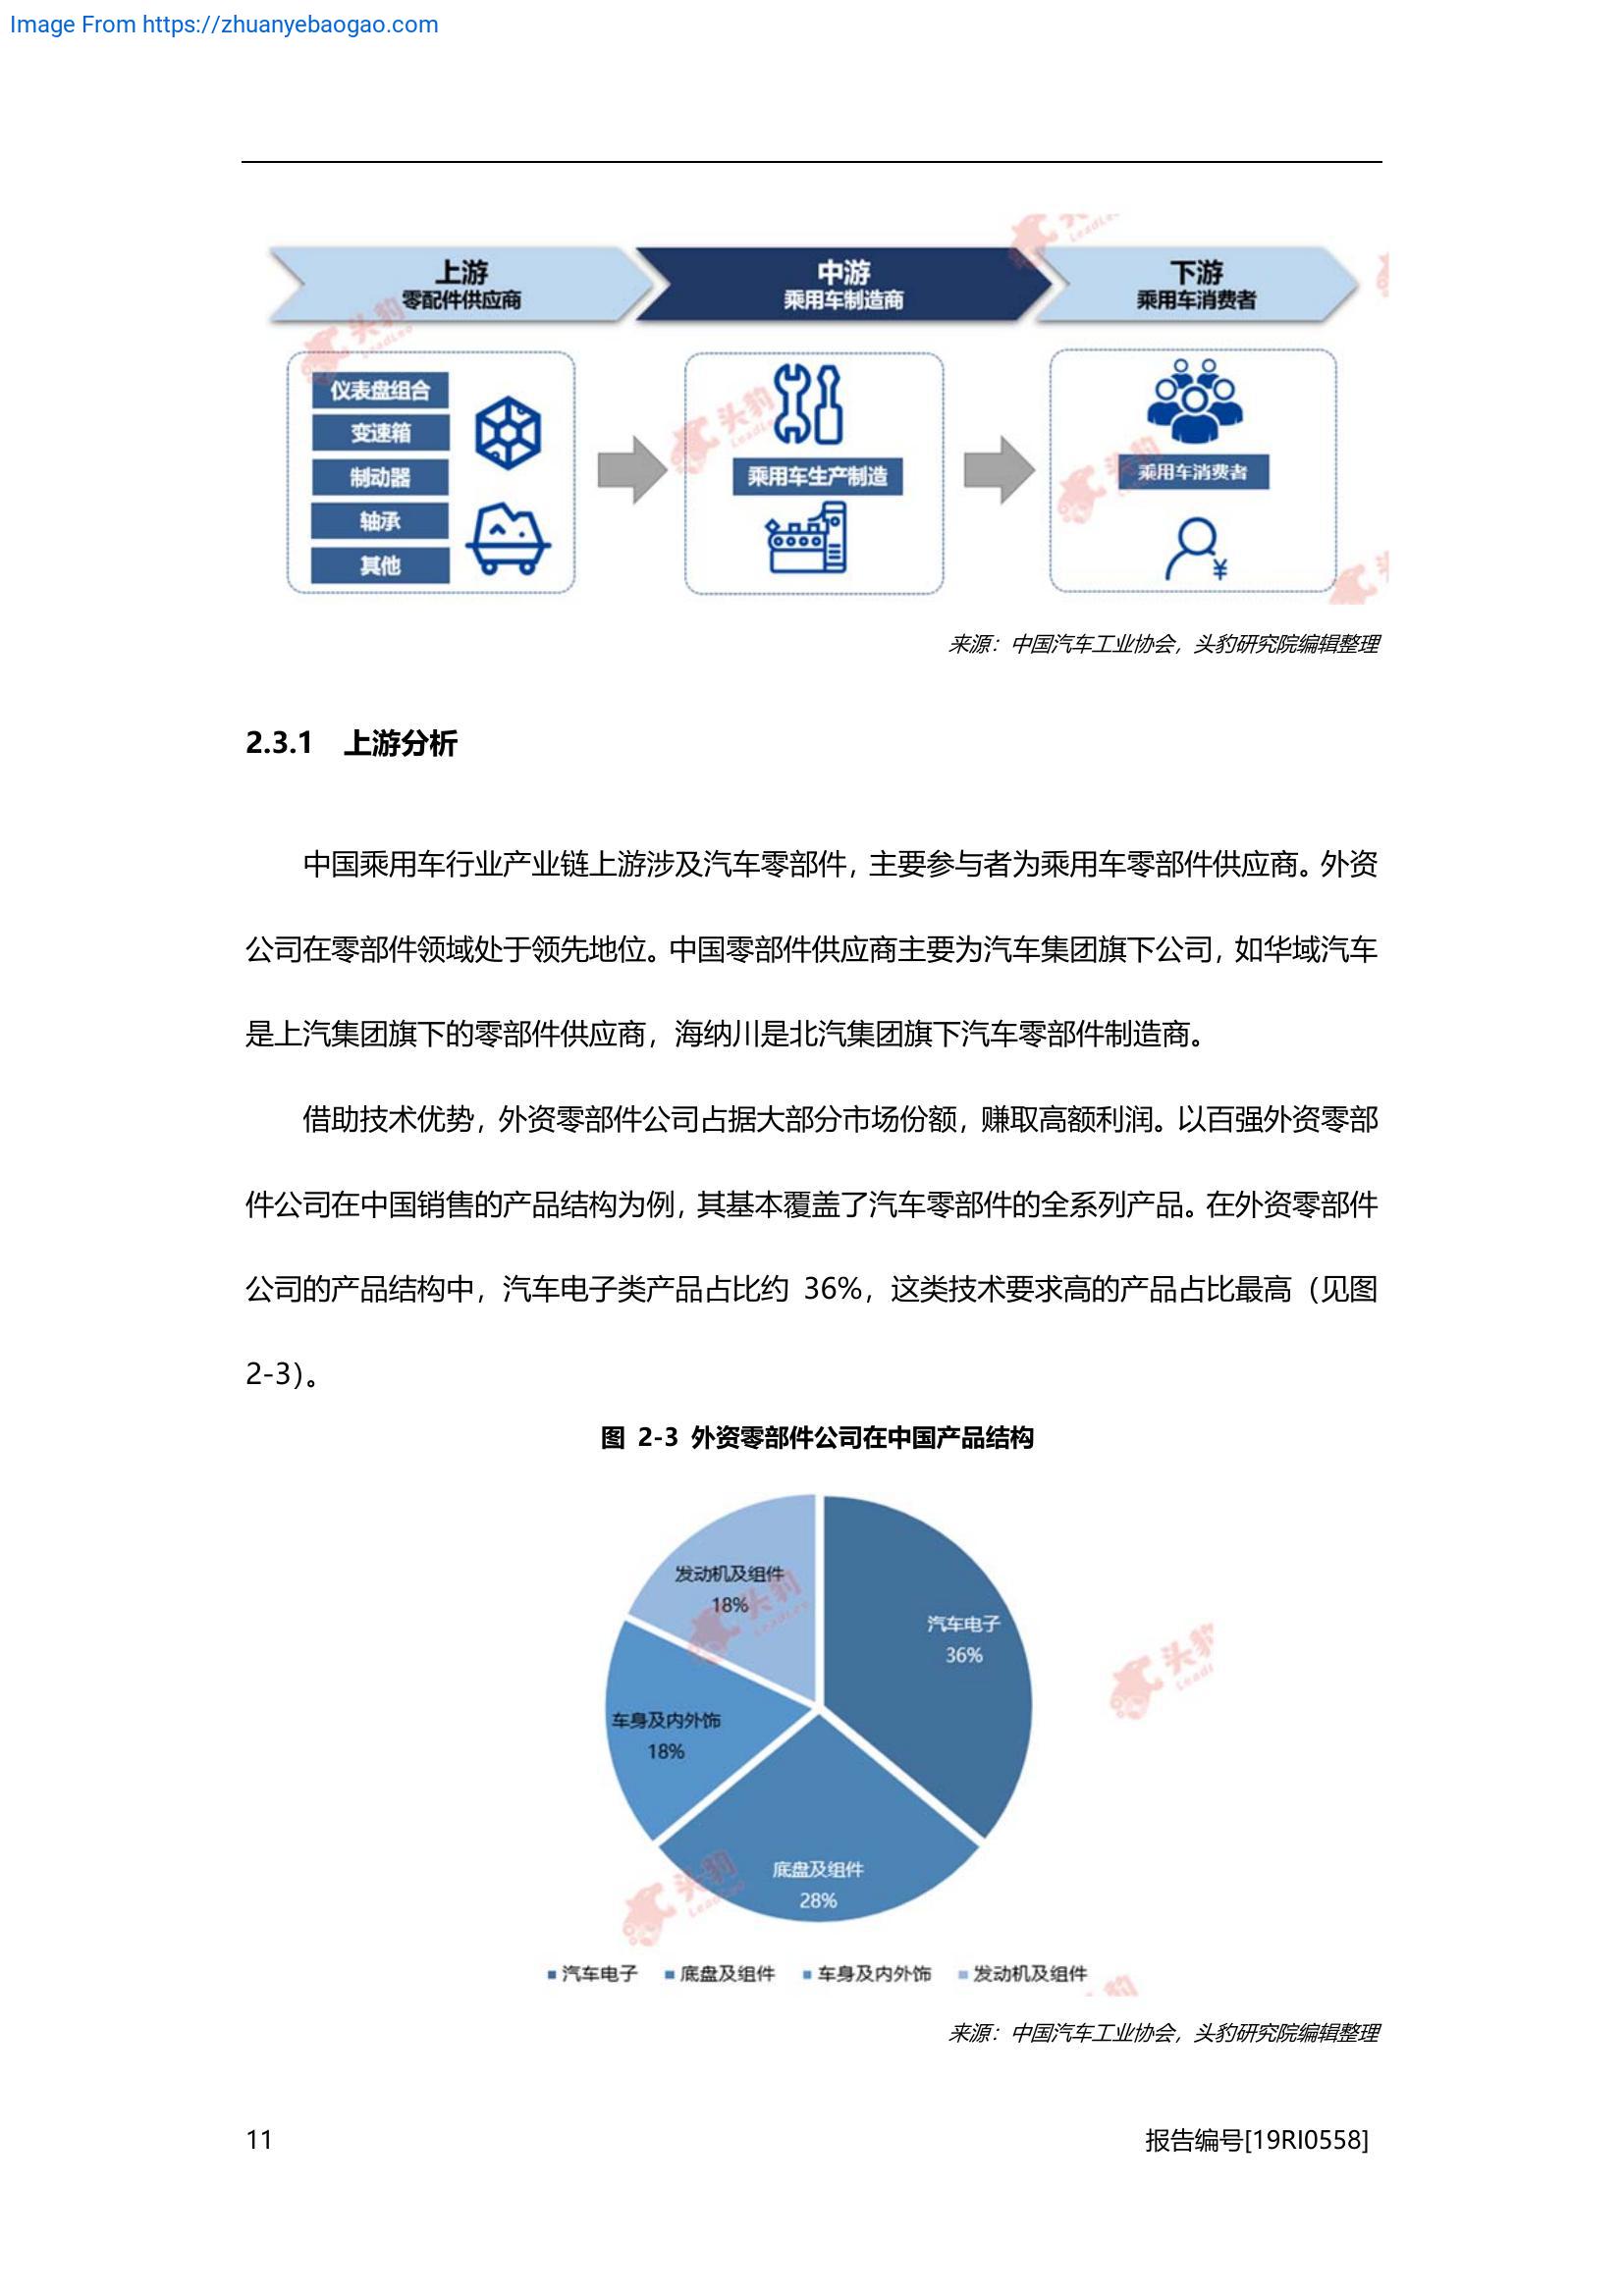 Image From https://zhuanyebaogao.com
上游
零配件供应商
中游
乘用车制造商
下游
乘用车消费者
仪表盘组合
变速箱
制动器
轴承
其他
乘用车生产制造
乘用车消费者
来源：中国汽车工业协会，头豹研究院编辑整理
2.3.1 上游分析
中国乘用车行业产业链上游涉及汽车零部件，主要参与者为乘用车零部件供应商。外资
公司在零部件领域处于领先地位。中国零部件供应商主要为汽车集团旗下公司，如华域汽车
是上汽集团旗下的零部件供应商，海纳川是北汽集团旗下汽车零部件制造商。
借助技术优势，外资零部件公司占据大部分市场份额，赚取高额利润。以百强外资零部
件公司在中国销售的产品结构为例，其基本覆盖了汽车零部件的全系列产品。在外资零部件
公司的产品结构中，汽车电子类产品占比约 36%，这类技术要求高的产品占比最高（见图
2-3）。
图 2-3 外资零部件公司在中国产品结构
发动机及组件
18%
汽车电子
36%
车身及内外饰
18%
底盘及组件
28%
汽车电子 底盘及组件 车身及内外饰 发动机及组件
来源：中国汽车工业协会，头豹研究院编辑整理
11 报告编号[19RI0558]